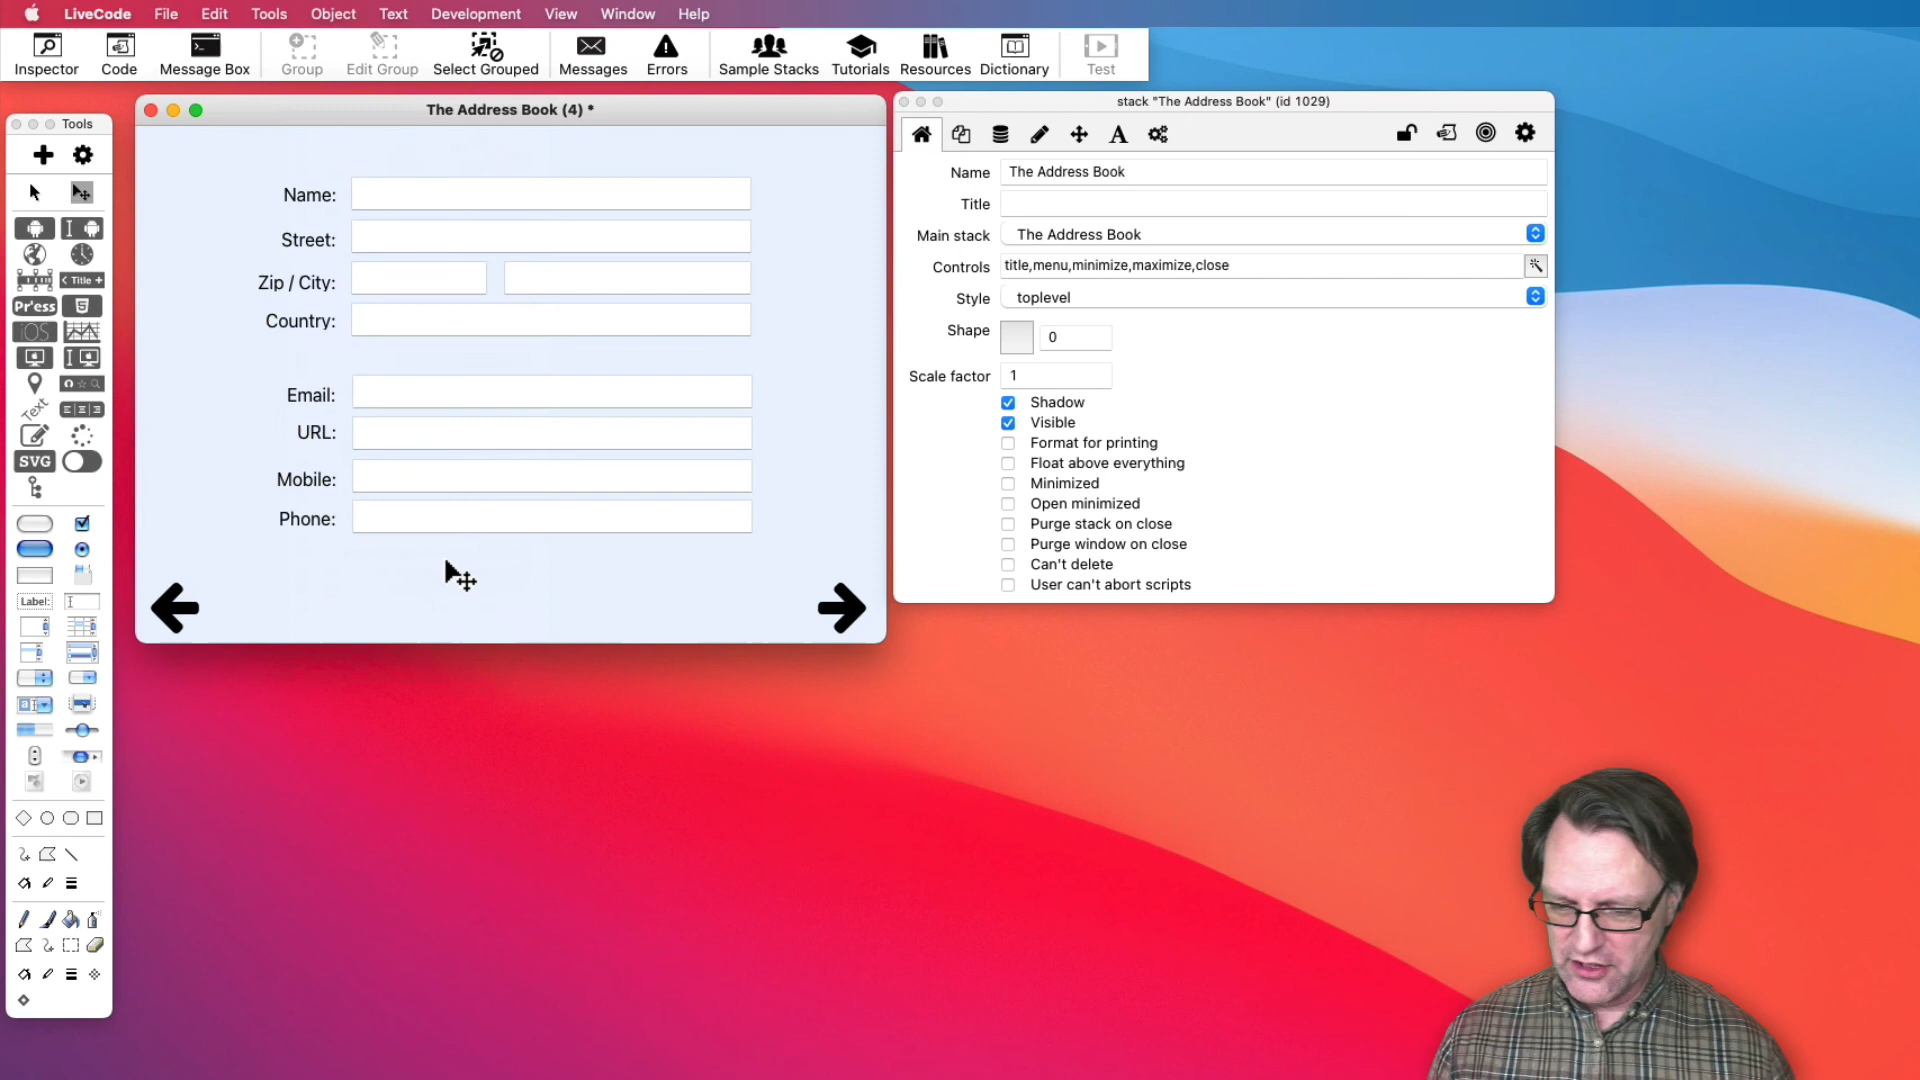 LiveCode File Edit Tools Object Text Development View Window Help
Inspector Code Message Box Group Edit Group Select Grouped Messages Errors Sample Stacks Tutorials Resources Dictionary Test
Tools
< Title +
Pr'ess
iOS
Text
SVG
Label:
The Address Book (4) *
Name:
Street:
Zip / City:
Country:
Email:
URL:
Mobile:
Phone:
stack "The Address Book" (id 1029)
Name The Address Book
Title
Main stack The Address Book
Controls title,menu,minimize,maximize,close
Style toplevel
Shape 0
Scale factor 1
Shadow
Visible
Format for printing
Float above everything
Minimized
Open minimized
Purge stack on close
Purge window on close
Can't delete
User can't abort scripts